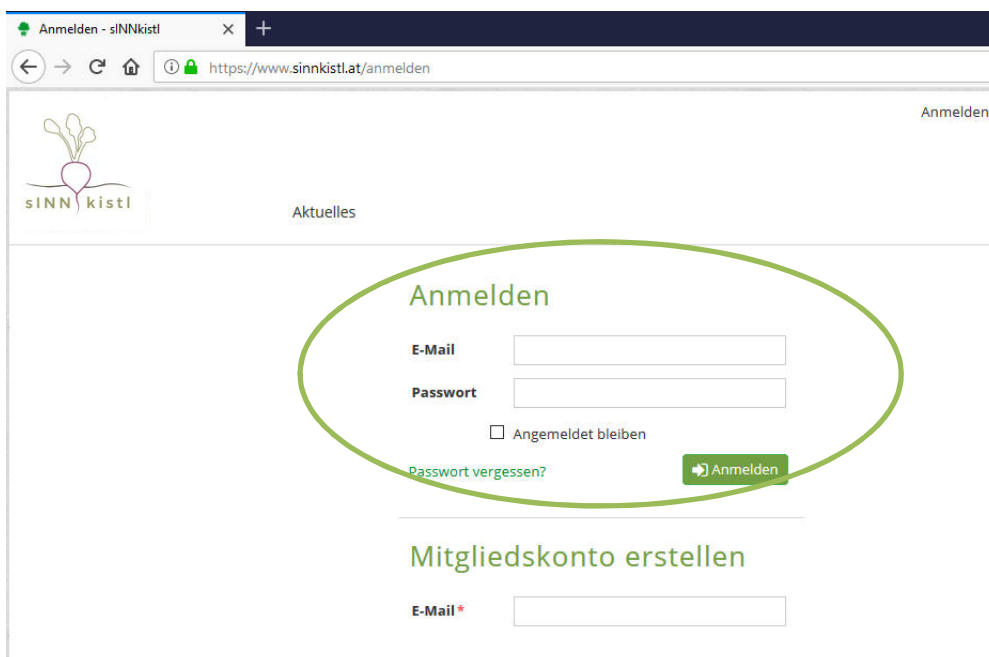 Anmelden - sINNkistl
https://www.sinnkistl.at/anmelden
Anmelden
sINN kistl
Aktuelles
Anmelden
E-Mail
Passwort
Angemeldet bleiben
Passwort vergessen?
Anmelden
Mitgliedskonto erstellen
E-Mail*